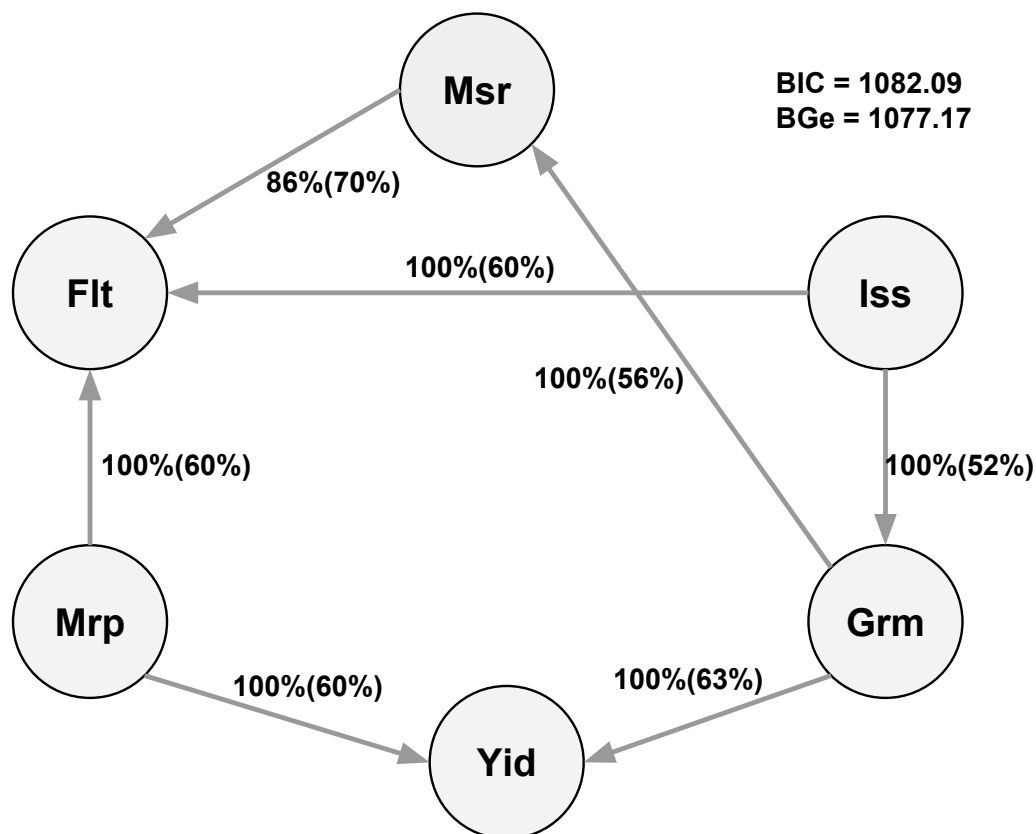 Msr
BIC = 1082.09
BGe = 1077.17
86%(70%)
Flt
100%(60%)
Iss
100%(56%)
100%(60%)
100%(52%)
Mrp
Grm
100%(60%)
100%(63%)
Yid